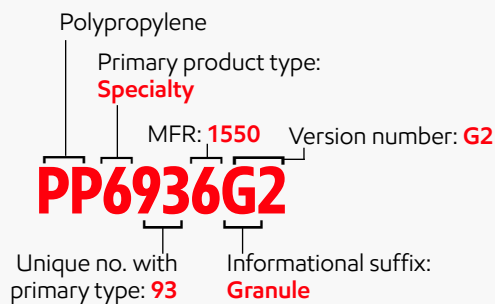 Polypropylene
Primary product type:
Specialty
MFR: 1550
Version number: G2
PP6936G2
Unique no. with
primary type: 93
Informational suffix:
Granule